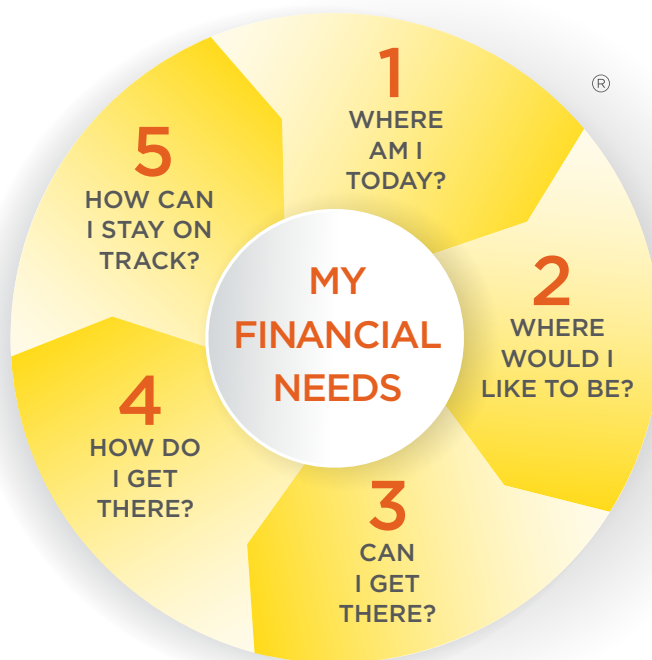 1
WHERE
AM I
TODAY?
®
2
WHERE
WOULD I
LIKE TO BE?
3
CAN
I GET
THERE?
4
HOW DO
I GET
THERE?
5
HOW CAN
I STAY ON
TRACK?
MY
FINANCIAL
NEEDS